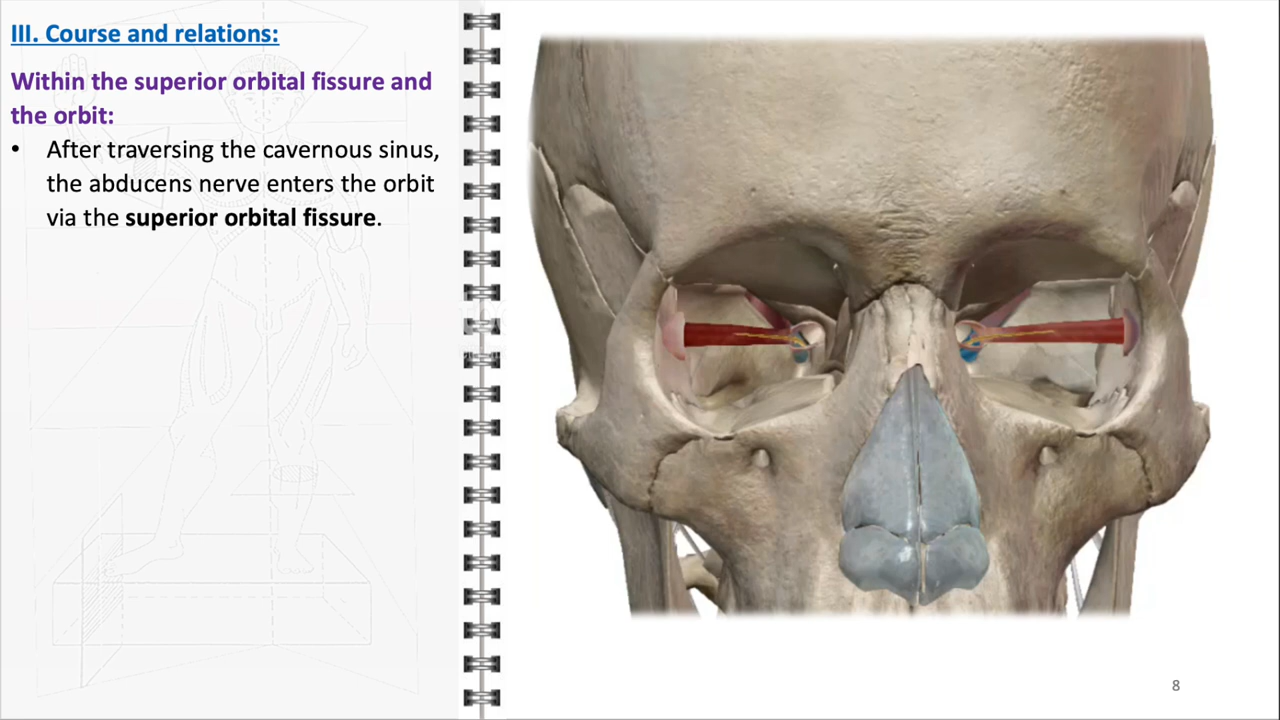 III. Course and relations:
Within the superior orbital fissure and
the orbit:
• After traversing the cavernous sinus,
the abducens nerve enters the orbit
via the superior orbital fissure.
8